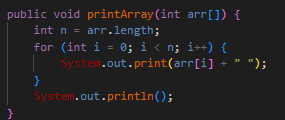 public void printArray(int arr[]) {
    int n = arr.length;
    for (int i = 0; i < n; i++) {
        System.out.print(arr[i] + " ");
    }
    System.out.println();
}